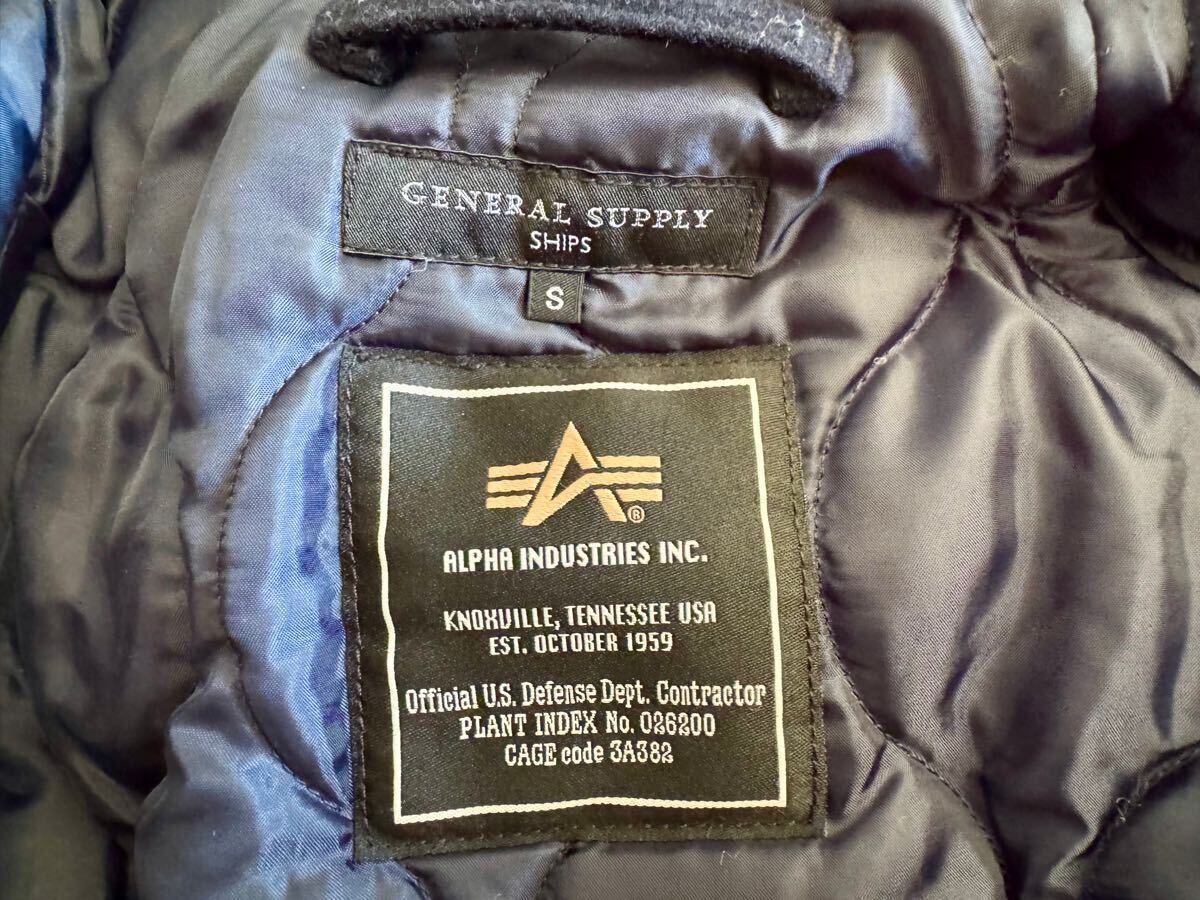 GENERAL SUPPLY
SHIPS
S
®
ALPHA INDUSTRIES INC.
KNOXVILLE, TENNESSEE USA
EST. OCTOBER 1959
Official U.S. Defense Dept. Contractor
PLANT INDEX No. 026200
CAGE code 3A382